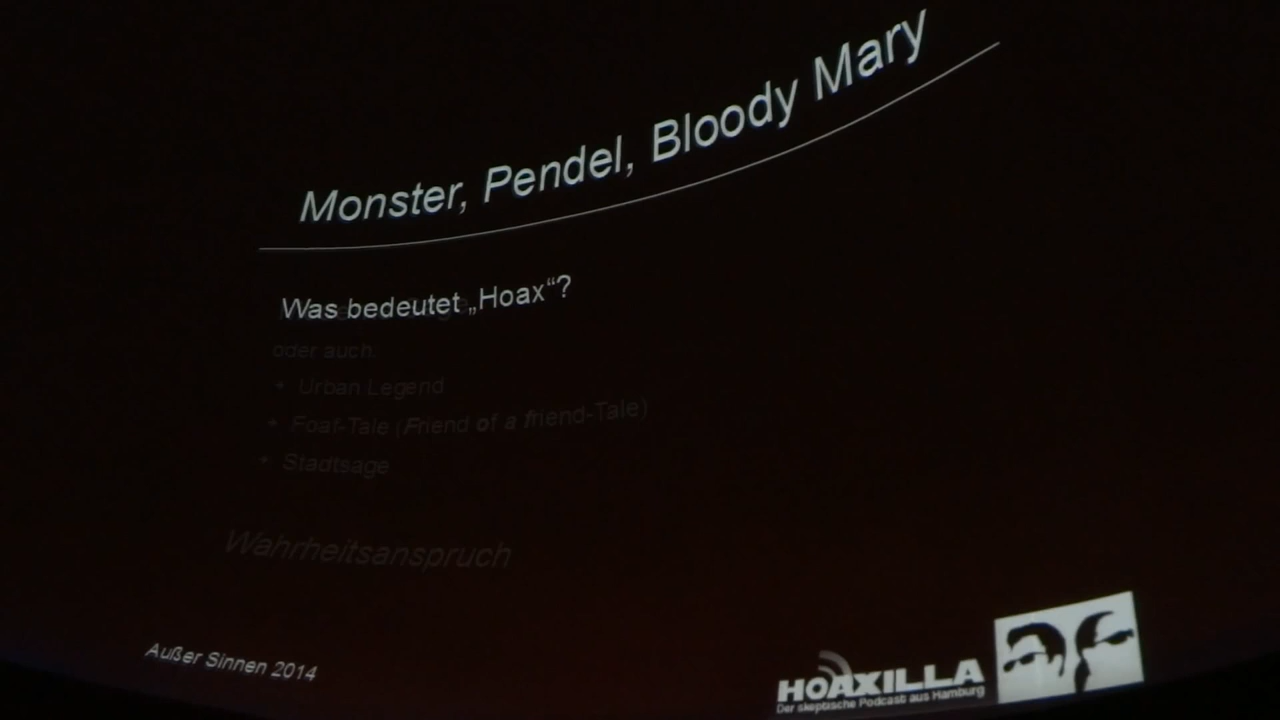 Monster, Pendel, Bloody Mary
Was bedeutet „Hoax“?
oder auch:
Urban Legend
Foaf-Tale (Friend of a friend-Tale)
Stadtsage
Wahrheitsanspruch
Außer Sinnen 2014
HOAXILLA
Der skeptische Podcast aus Hamburg